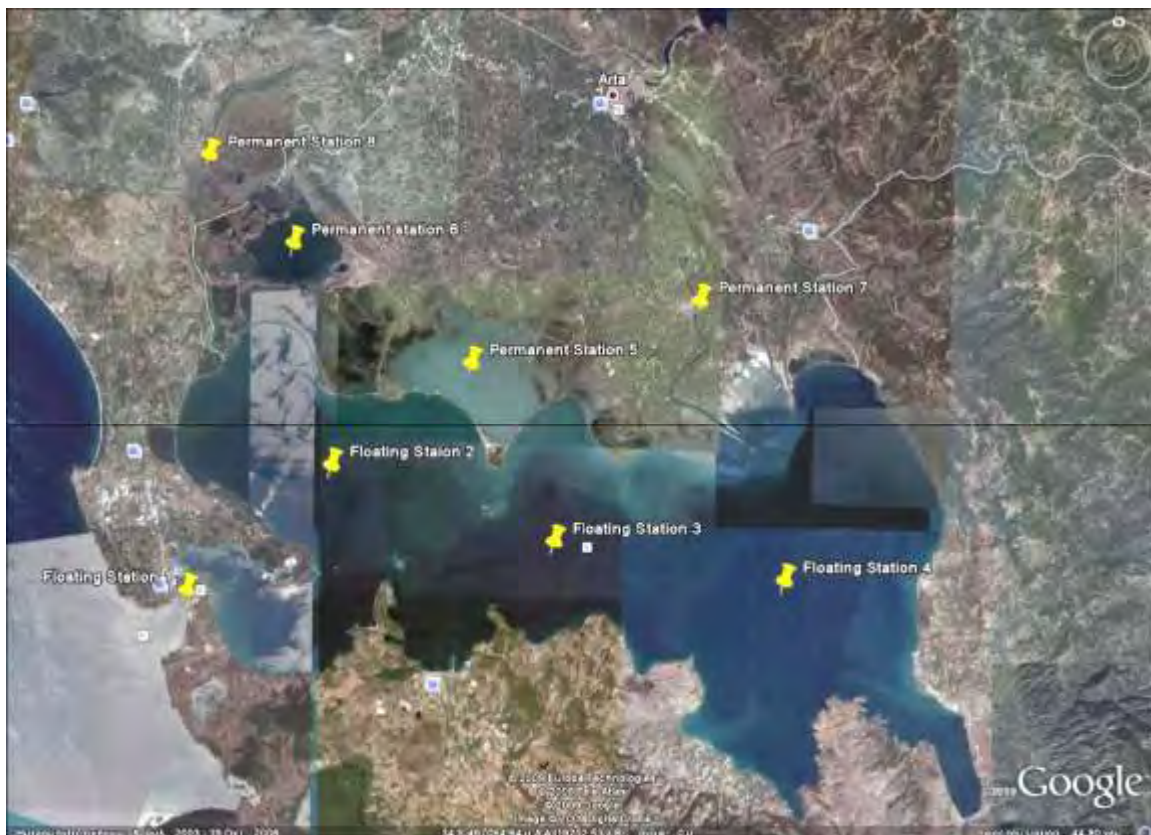 Arta
Permanent Station 8
Permanent station 6
Permanent Station 7
Permanent Station 5
Floating Staion 2
Floating Station 3
Floating Station 4
Floating Station
Google